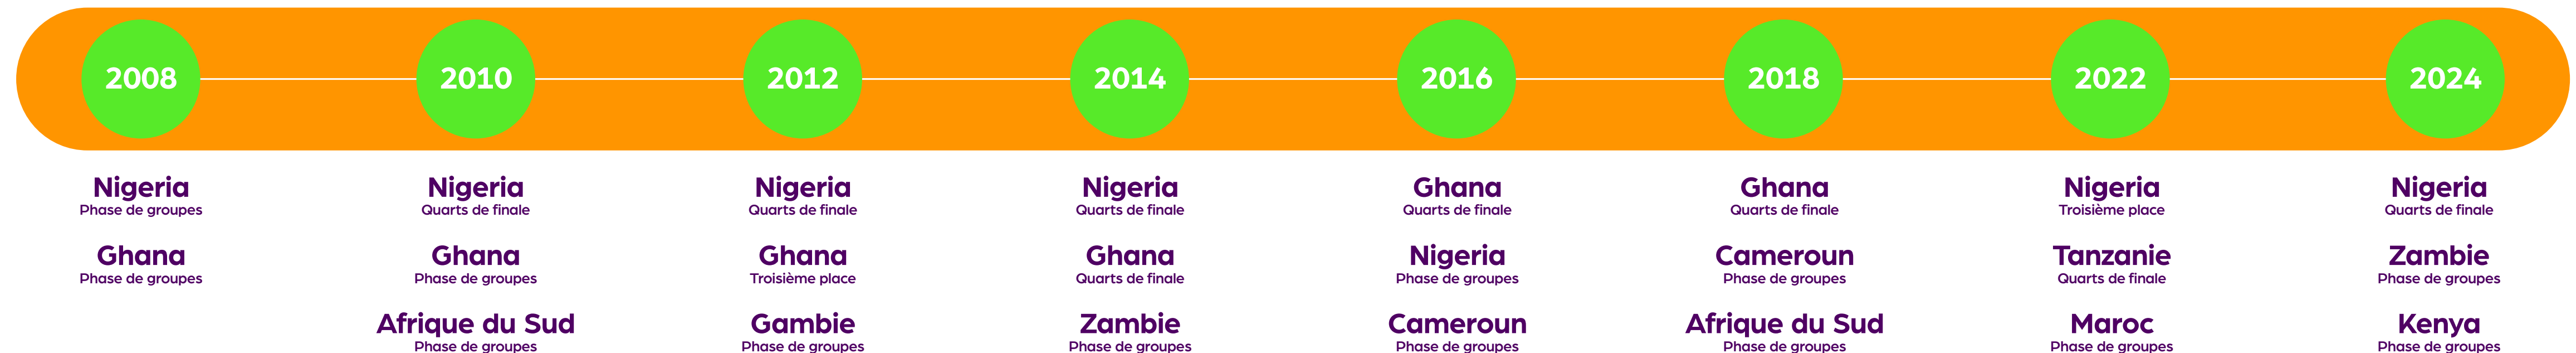 2008
2010
2012
2014
2016
2018
2022
2024
Nigeria
Phase de groupes
Ghana
Phase de groupes
Nigeria
Quarts de finale
Ghana
Phase de groupes
Afrique du Sud
Phase de groupes
Nigeria
Quarts de finale
Ghana
Troisième place
Gambie
Phase de groupes
Nigeria
Quarts de finale
Ghana
Quarts de finale
Zambie
Phase de groupes
Ghana
Quarts de finale
Nigeria
Phase de groupes
Cameroun
Phase de groupes
Ghana
Quarts de finale
Cameroun
Phase de groupes
Afrique du Sud
Phase de groupes
Nigeria
Troisième place
Tanzanie
Quarts de finale
Maroc
Phase de groupes
Nigeria
Quarts de finale
Zambie
Phase de groupes
Kenya
Phase de groupes